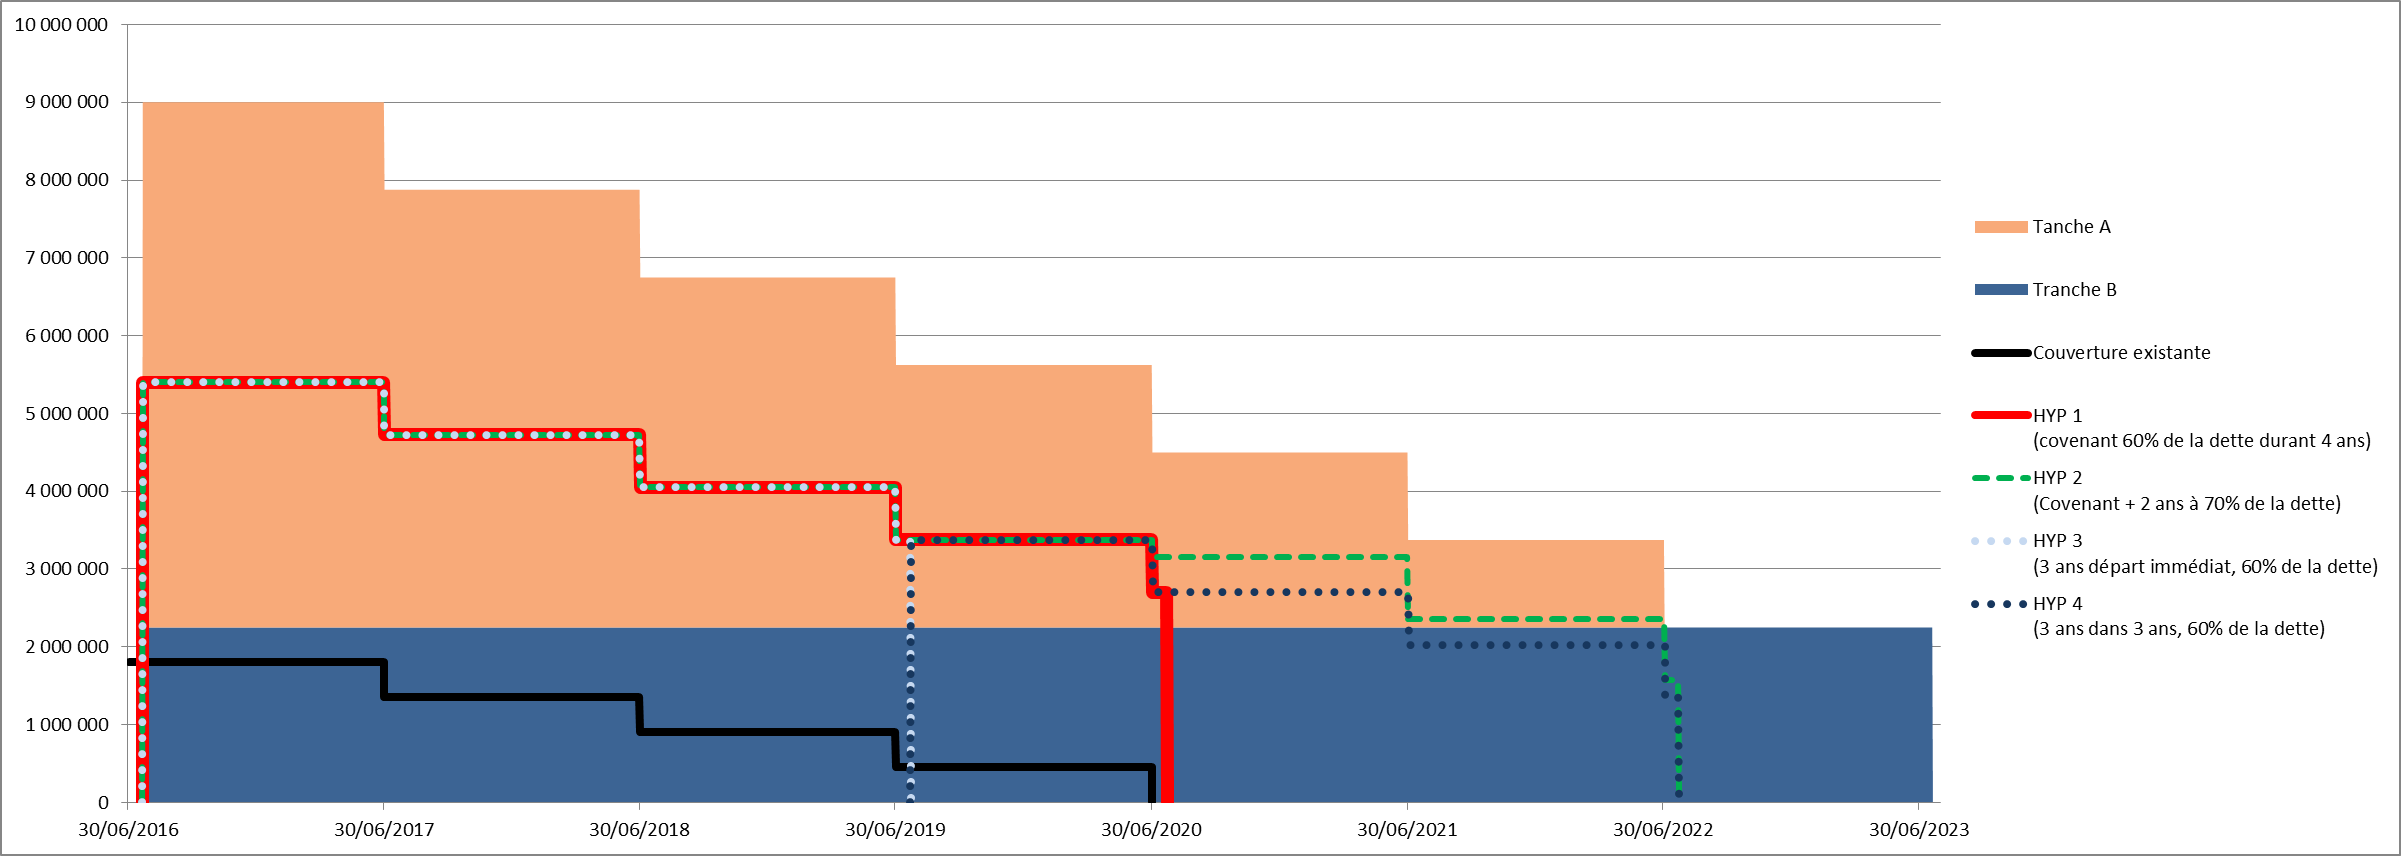 10 000 000
9 000 000
8 000 000
7 000 000
6 000 000
5 000 000
4 000 000
3 000 000
2 000 000
1 000 000
0
30/06/2016
30/06/2017
30/06/2018
30/06/2019
30/06/2020
30/06/2021
30/06/2022
30/06/2023
Tanche A
Tranche B
Couverture existante
HYP 1
(covenant 60% de la dette durant 4 ans)
HYP 2
(Covenant + 2 ans à 70% de la dette)
HYP 3
(3 ans départ immédiat, 60% de la dette)
HYP 4
(3 ans dans 3 ans, 60% de la dette)